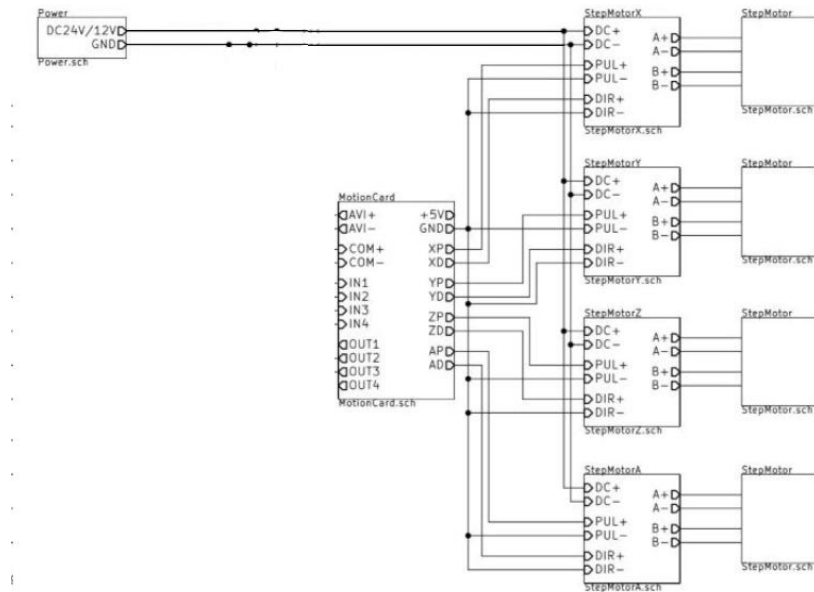 Power
DC24V/12V
GND
Power.sch
StepMotorX
DC+
DC-
PUL+
PUL-
DIR+
DIR-
A+
A-
B+
B-
StepMotorX.sch
StepMotor
StepMotor.sch
StepMotorY
DC+
DC-
PUL+
PUL-
DIR+
DIR-
A+
A-
B+
B-
StepMotorY.sch
StepMotor
StepMotor.sch
MotionCard
AVI+
AVI-
COM+
COM-
IN1
IN2
IN3
IN4
OUT1
OUT2
OUT3
OUT4
+5V
GND
XP
XD
YP
YD
ZP
ZD
AP
AD
MotionCard.sch
StepMotorZ
DC+
DC-
PUL+
PUL-
DIR+
DIR-
A+
A-
B+
B-
StepMotorZ.sch
StepMotor
StepMotor.sch
StepMotorA
DC+
DC-
PUL+
PUL-
DIR+
DIR-
A+
A-
B+
B-
StepMotorA.sch
StepMotor
StepMotor.sch